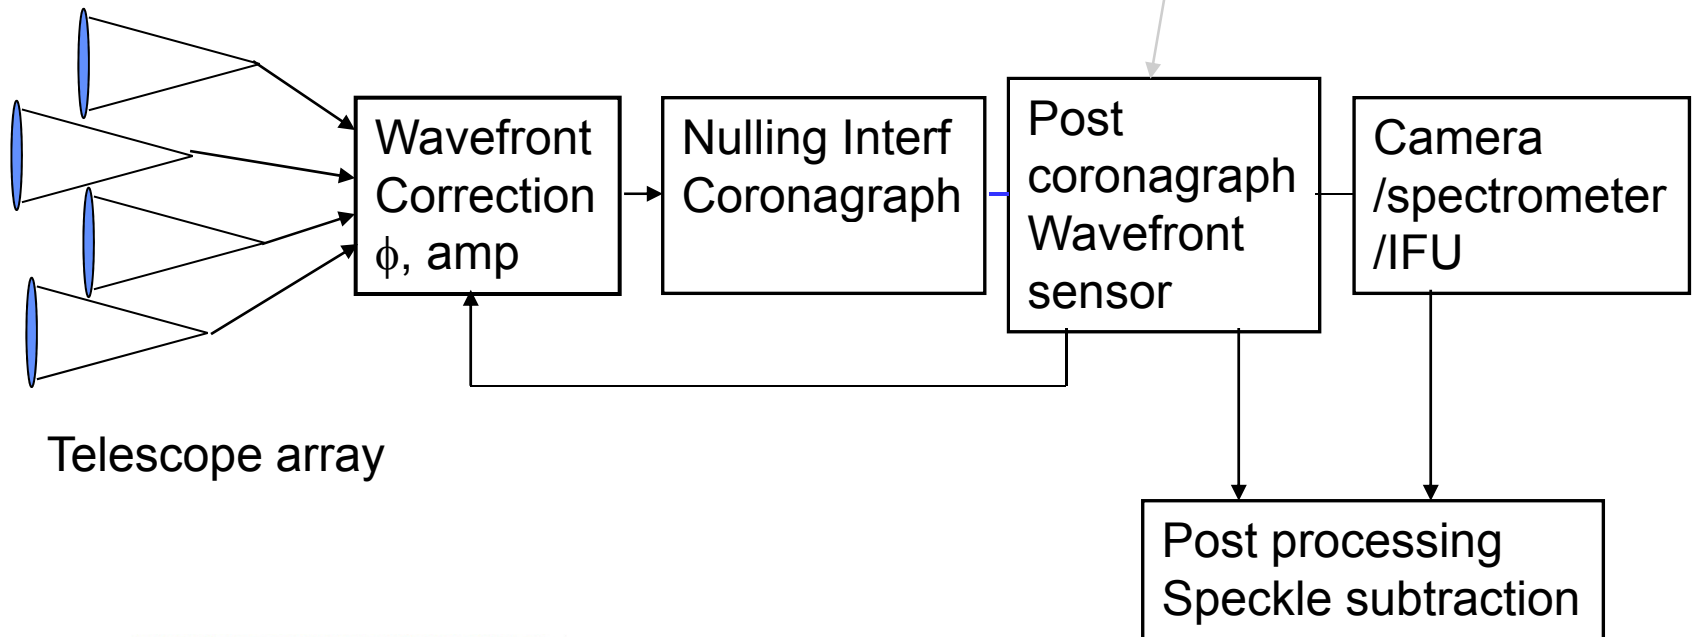 Wavefront
Correction
ϕ, amp
Nulling Interf
Coronagraph
Post
coronagraph
Wavefront
sensor
Camera
/spectrometer
/IFU
Telescope array
Post processing
Speckle subtraction